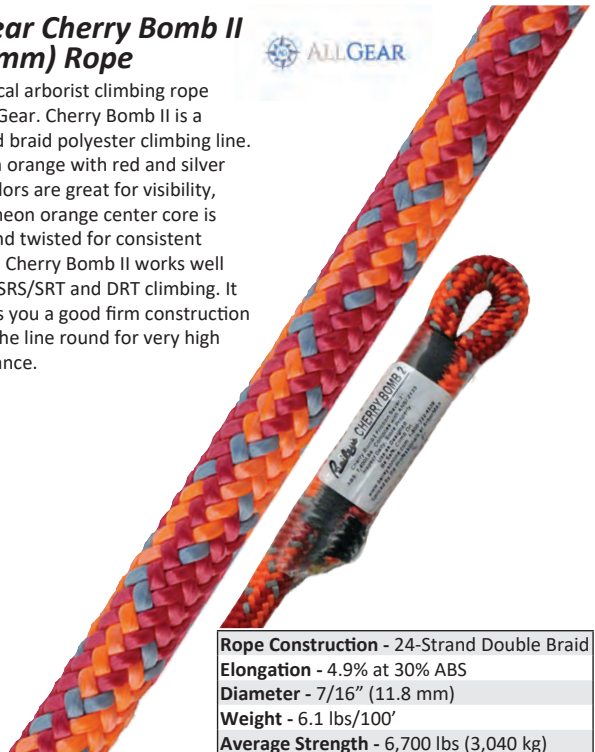 ear Cherry Bomb II
mm) Rope
ALLGEAR
cal arborist climbing rope
Gear. Cherry Bomb II is a
d braid polyester climbing line.
n orange with red and silver
lors are great for visibility,
neon orange center core is
nd twisted for consistent
Cherry Bomb II works well
SRS/SRT and DRT climbing. It
s you a good firm construction
he line round for very high
ance.
Bailey's CHERRY BOMB 2
Rope Construction - 24-Strand Double Braid
Elongation - 4.9% at 30% ABS
Diameter - 7/16” (11.8 mm)
Weight - 6.1 lbs/100’
Average Strength - 6,700 lbs (3,040 kg)